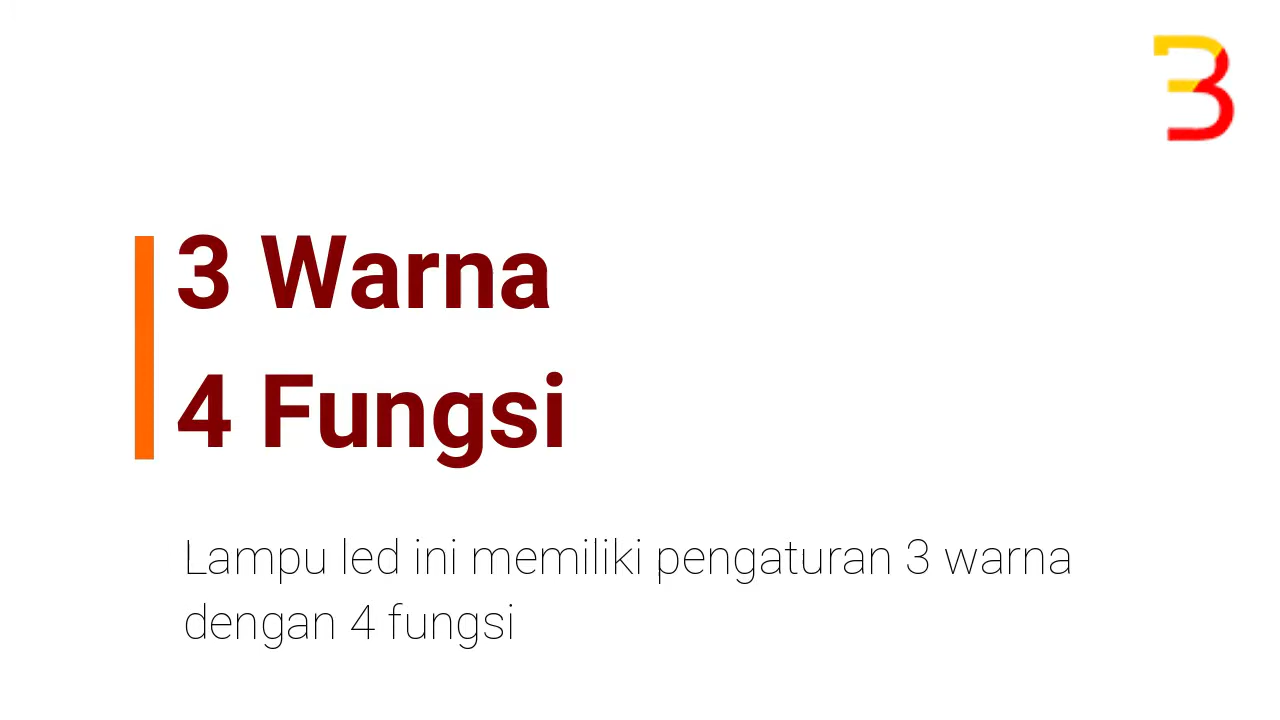 3 Warna
4 Fungsi
Lampu led ini memiliki pengaturan 3 warna
dengan 4 fungsi